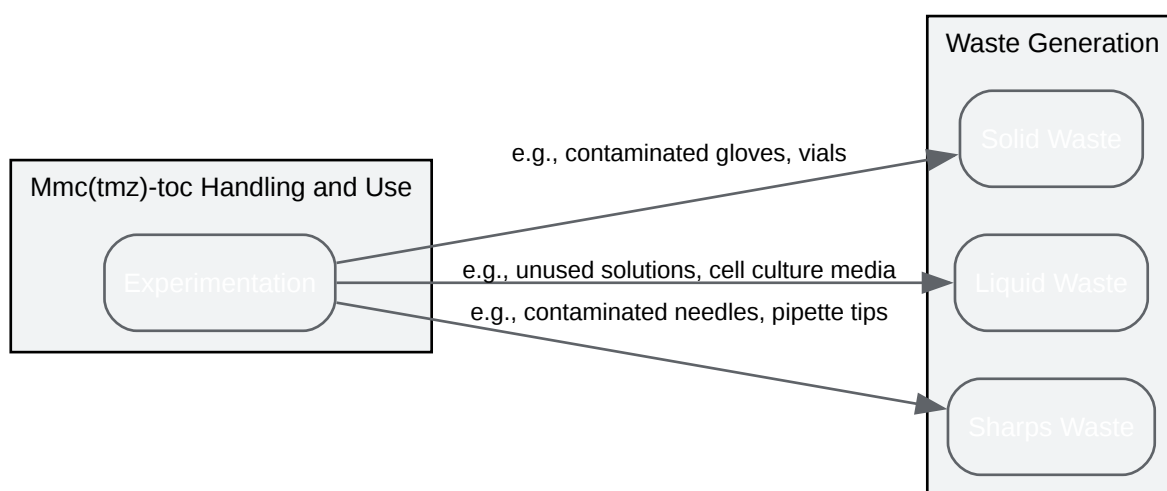 Waste Generation
Solid Waste
e.g., contaminated gloves, vials
Mmc(tmz)-toc Handling and Use
Experimentation
e.g., unused solutions, cell culture media
Liquid Waste
e.g., contaminated needles, pipette tips
Sharps Waste